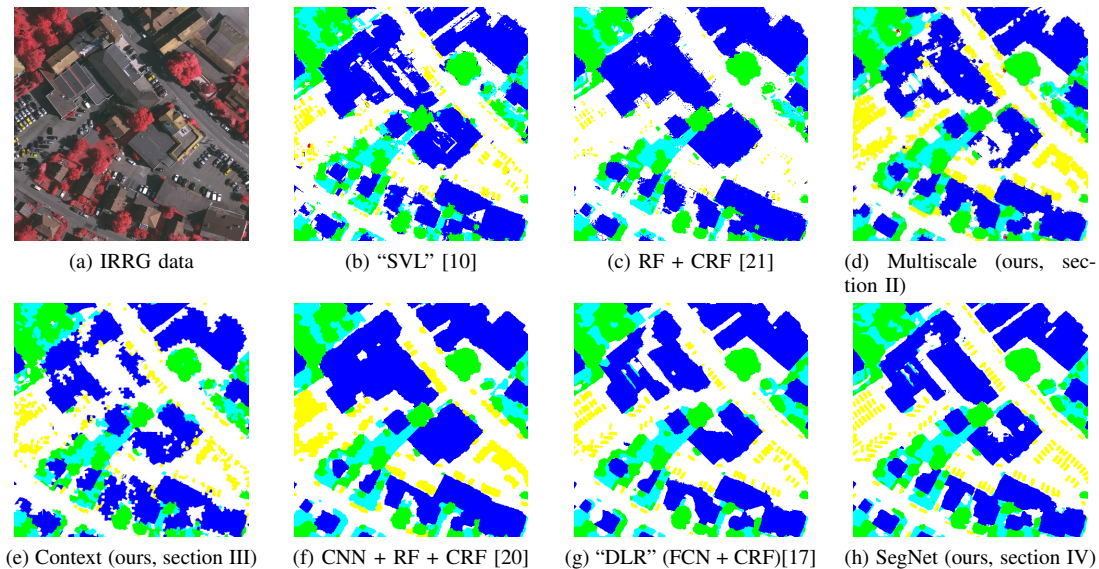 (a) IRRG data
(b) “SVL” [10]
(c) RF + CRF [21]
(d) Multiscale (ours, sec-
tion II)
(e) Context (ours, section III)
(f) CNN + RF + CRF [20]
(g) “DLR” (FCN + CRF)[17]
(h) SegNet (ours, section IV)